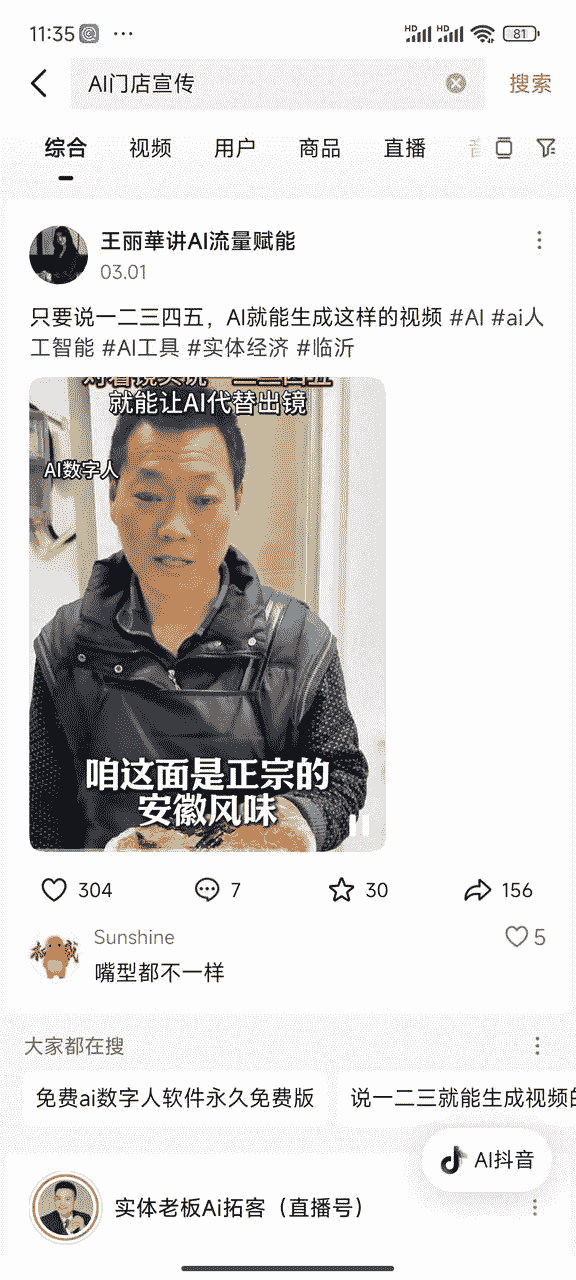 11:35
HD HD 81
AI门店宣传
搜索
综合 视频 用户 商品 直播
王丽華讲AI流量赋能
03.01
只要说一二三四五，AI就能生成这样的视频 #AI #ai人
工智能 #AI工具 #实体经济 #临沂
就能让AI代替出镜
AI数字人
咱这面是正宗的
安徽风味
304 7 30 156
Sunshine
5
嘴型都不一样
大家都在搜
免费ai数字人软件永久免费版
说一二三就能生成视频的
AI抖音
实体老板Ai拓客（直播号）